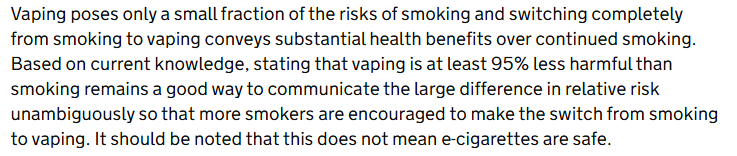 Vaping poses only a small fraction of the risks of smoking and switching completely
from smoking to vaping conveys substantial health benefits over continued smoking.
Based on current knowledge, stating that vaping is at least 95% less harmful than
smoking remains a good way to communicate the large difference in relative risk
unambiguously so that more smokers are encouraged to make the switch from smoking
to vaping. It should be noted that this does not mean e-cigarettes are safe.